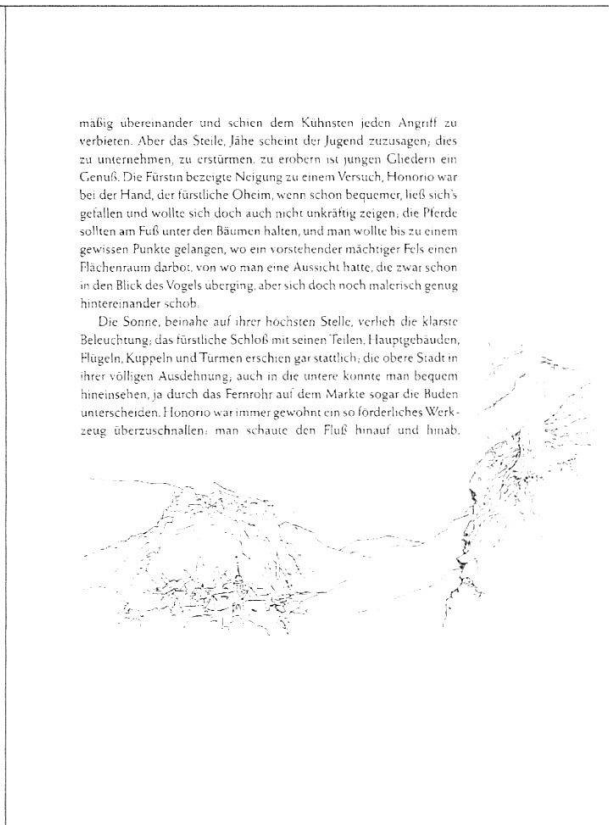 mäßig übereinander und schien dem Kühnsten jeden Angriff zu
verbieten. Aber das Steile, Jähe scheint der Jugend zuzusagen; dies
zu unternehmen, zu erstürmen, zu erobern ist jungen Gliedern ein
Genuß. Die Fürstin bezeigte Neigung zu einem Versuch, Honorio war
bei der Hand, der fürstliche Oheim, wenn schon bequemer, ließ sich's
gefallen und wollte sich doch auch nicht unkräftig zeigen; die Pferde
sollten am Fuß unter den Bäumen halten, und man wollte bis zu einem
gewissen Punkte gelangen, wo ein vorstehender mächtiger Fels einen
Flächenraum darbot, von wo man eine Aussicht hatte, die zwar schon
in den Blick des Vogels überging, aber sich doch noch malerisch genug
hintereinander schob.
Die Sonne, beinahe auf ihrer höchsten Stelle, verlieh die klarste
Beleuchtung; das fürstliche Schloß mit seinen Teilen, Hauptgebäuden,
Flügeln, Kuppeln und Türmen erschien gar stattlich; die obere Stadt in
ihrer völligen Ausdehnung; auch in die untere konnte man bequem
hineinsehen, ja durch das Fernrohr auf dem Markte sogar die Buden
unterscheiden. Honorio war immer gewohnt ein so förderliches Werk-
zeug überzuschnallen; man schaute den Fluß hinauf und hinab,